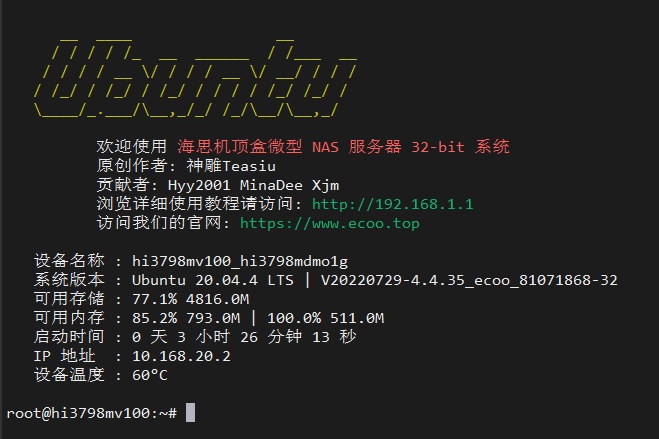 Ubuntu
欢迎使用 海思机顶盒微型 NAS 服务器 32-bit 系统
原创作者: 神雕Teasiu
贡献者: Hyy2001 MinaDee Xjm
浏览详细使用教程请访问: http://192.168.1.1
访问我们的官网: https://www.ecoo.top
设备名称 : hi3798mv100_hi3798mdmo1g
系统版本 : Ubuntu 20.04.4 LTS | V20220729-4.4.35_ecoo_81071868-32
可用存储 : 77.1% 4816.0M
可用内存 : 85.2% 793.0M | 100.0% 511.0M
启动时间 : 0 天 3 小时 26 分钟 13 秒
IP 地址 : 10.168.20.2
设备温度 : 60°C
root@hi3798mv100:~#